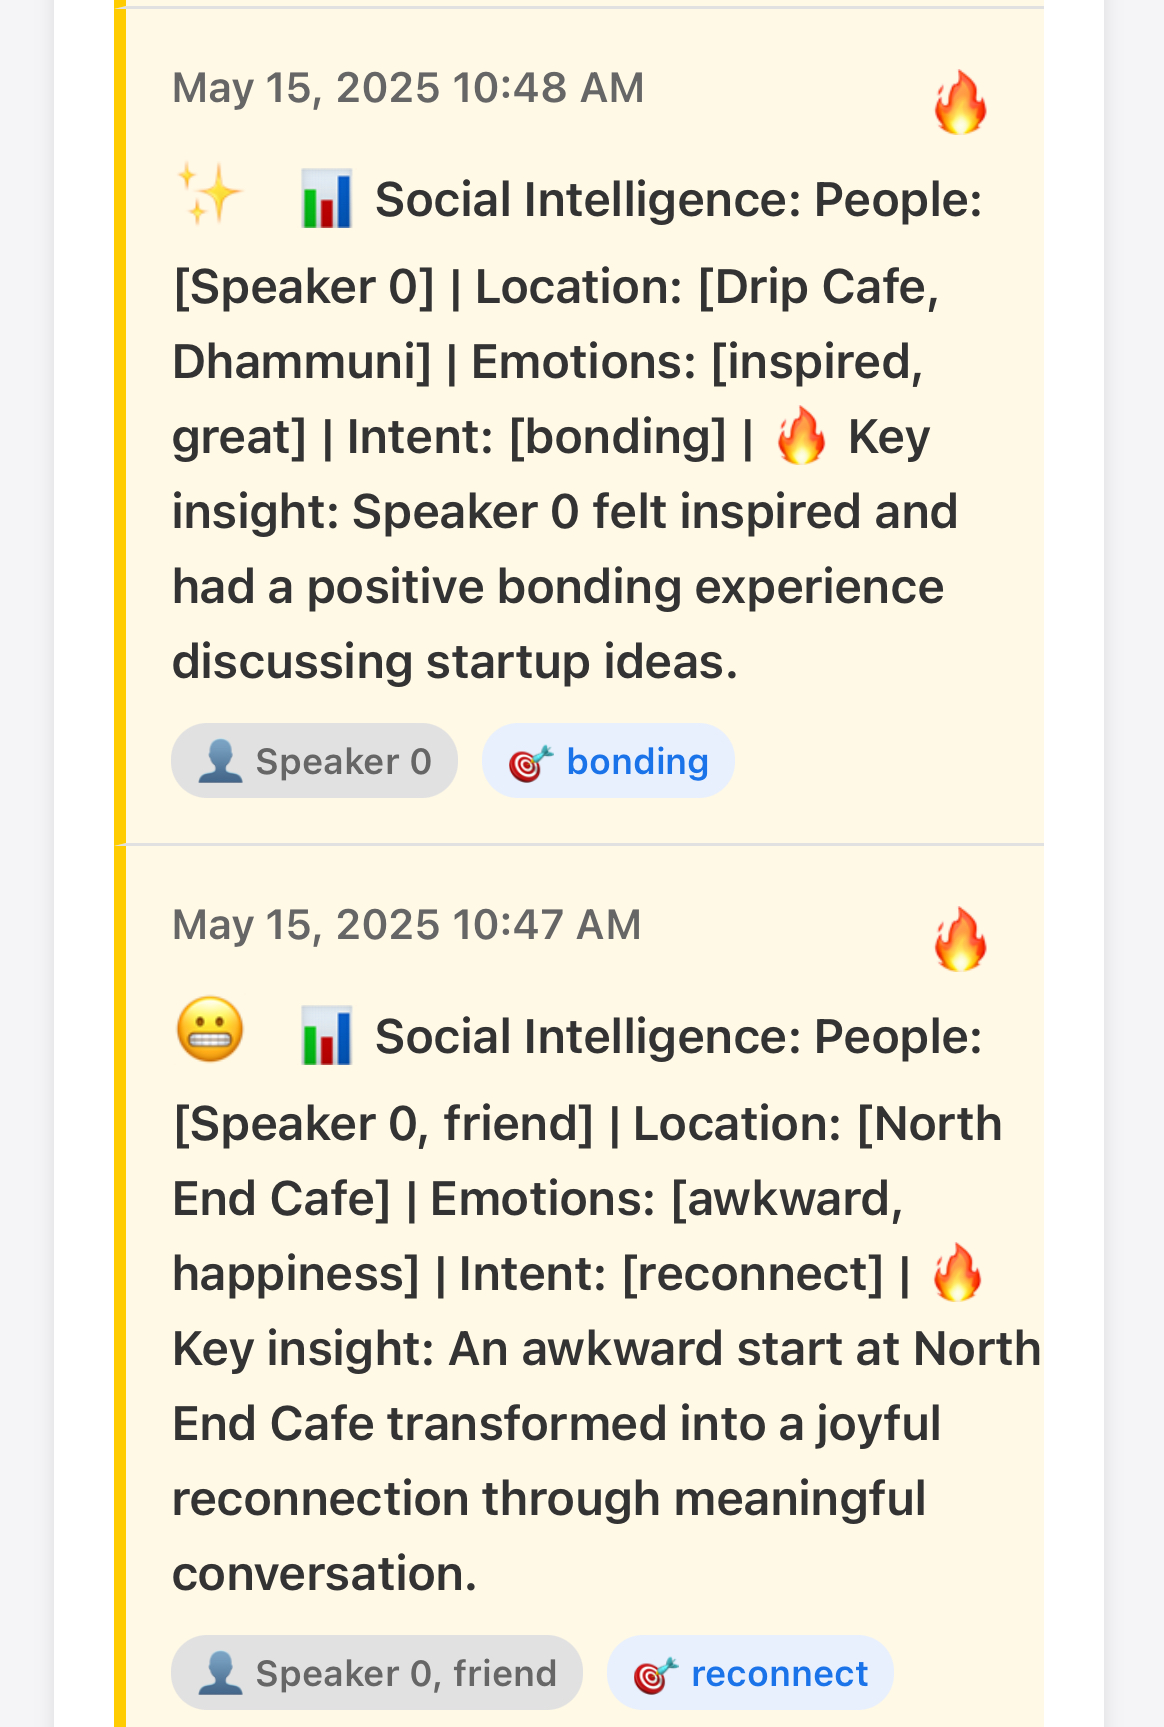 May 15, 2025 10:48 AM 🔥
✨ 📊 Social Intelligence: People:
[Speaker 0] | Location: [Drip Cafe,
Dhammuni] | Emotions: [inspired,
great] | Intent: [bonding] | 🔥 Key
insight: Speaker 0 felt inspired and
had a positive bonding experience
discussing startup ideas.
👤 Speaker 0 🎯 bonding
May 15, 2025 10:47 AM 🔥
😬 📊 Social Intelligence: People:
[Speaker 0, friend] | Location: [North
End Cafe] | Emotions: [awkward,
happiness] | Intent: [reconnect] | 🔥
Key insight: An awkward start at North
End Cafe transformed into a joyful
reconnection through meaningful
conversation.
👤 Speaker 0, friend 🎯 reconnect